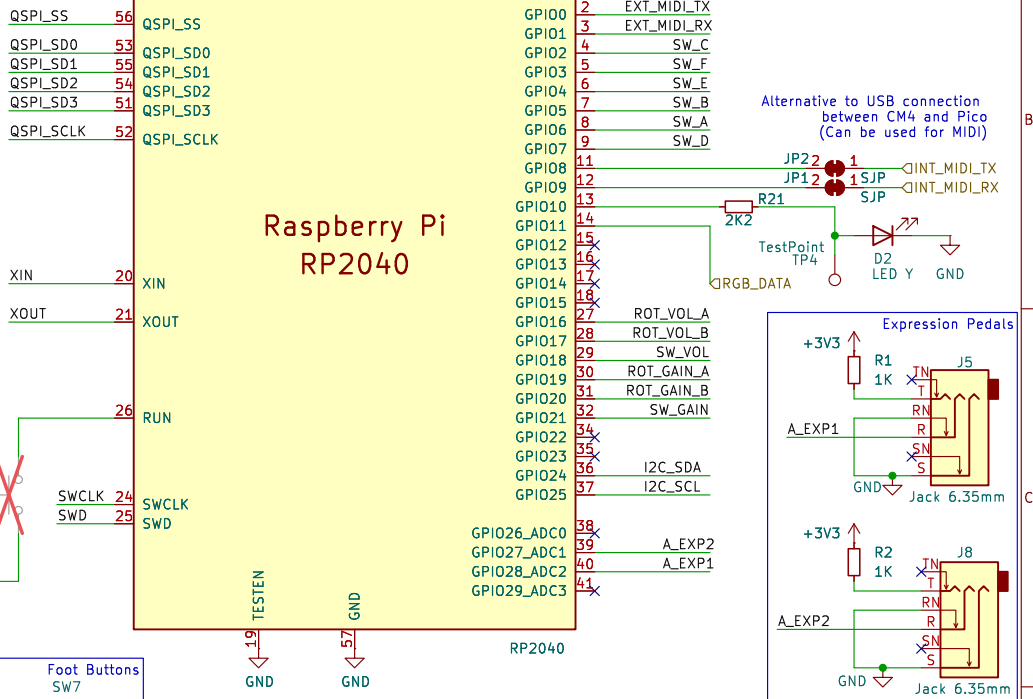 QSPI_SS 56 QSPI_SS
QSPI_SD0 53 QSPI_SD0
QSPI_SD1 55 QSPI_SD1
QSPI_SD2 54 QSPI_SD2
QSPI_SD3 51 QSPI_SD3
QSPI_SCLK 52 QSPI_SCLK
XIN 20 XIN
XOUT 21 XOUT
26 RUN
SWCLK 24 SWCLK
SWD 25 SWD
Raspberry Pi
RP2040
TESTEN
19
GND
GND
57
GND
RP2040
GPIO0 2 EXT_MIDI_TX
GPIO1 3 EXT_MIDI_RX
GPIO2 4 SW_C
GPIO3 5 SW_F
GPIO4 6 SW_E
GPIO5 7 SW_B
GPIO6 8 SW_A
GPIO7 9 SW_D
GPIO8 11
GPIO9 12
GPIO10 13
GPIO11 14
GPIO12 15
GPIO13 16
GPIO14 17
GPIO15 18
GPIO16 27 ROT_VOL_A
GPIO17 28 ROT_VOL_B
GPIO18 29 SW_VOL
GPIO19 30 ROT_GAIN_A
GPIO20 31 ROT_GAIN_B
GPIO21 32 SW_GAIN
GPIO22 34
GPIO23 35
GPIO24 36 I2C_SDA
GPIO25 37 I2C_SCL
GPIO26_ADC0 38
GPIO27_ADC1 39 A_EXP2
GPIO28_ADC2 40 A_EXP1
GPIO29_ADC3 41
Alternative to USB connection
between CM4 and Pico
(Can be used for MIDI)
JP2 2 1 SJP INT_MIDI_TX
JP1 2 1 SJP INT_MIDI_RX
R21
2K2
TestPoint
TP4
D2
LED Y
GND
RGB_DATA
Expression Pedals
+3V3
R1
1K
J5
TN
T
RN
A_EXP1 R
SN
S
GND
Jack 6.35mm
+3V3
R2
1K
J8
TN
T
RN
A_EXP2 R
SN
S
GND
Jack 6.35mm
Foot Buttons
SW7
B
C